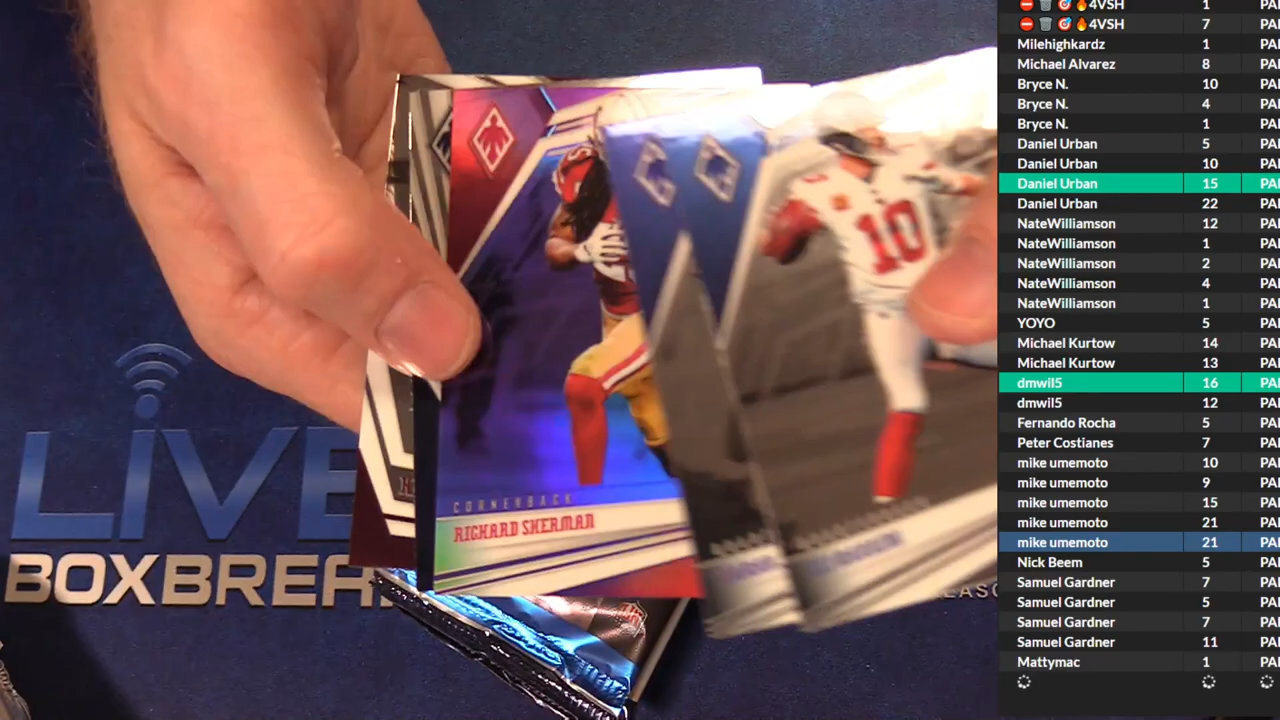 LIVE
BOXBREA
CORNERBACK
RICHARD SHERMAN
10
⛔ 🗑 🎯 🔥4VSH 1 PAI
⛔ 🗑 🎯 🔥4VSH 7 PAI
Milehighkardz 1 PAI
Michael Alvarez 8 PAI
Bryce N. 10 PAI
Bryce N. 4 PAI
Bryce N. 1 PAI
Daniel Urban 5 PAI
Daniel Urban 10 PAI
Daniel Urban 15 PAI
Daniel Urban 22 PAI
NateWilliamson 12 PAI
NateWilliamson 1 PAI
NateWilliamson 2 PAI
NateWilliamson 4 PAI
NateWilliamson 1 PAI
YOYO 5 PAI
Michael Kurtow 14 PAI
Michael Kurtow 13 PAI
dmwil5 16 PAI
dmwil5 12 PAI
Fernando Rocha 5 PAI
Peter Costianes 7 PAI
mike umemoto 10 PAI
mike umemoto 9 PAI
mike umemoto 15 PAI
mike umemoto 21 PAI
mike umemoto 21 PAI
Nick Beem 5 PAI
Samuel Gardner 7 PAI
Samuel Gardner 5 PAI
Samuel Gardner 7 PAI
Samuel Gardner 11 PAI
Mattymac 1 PAI